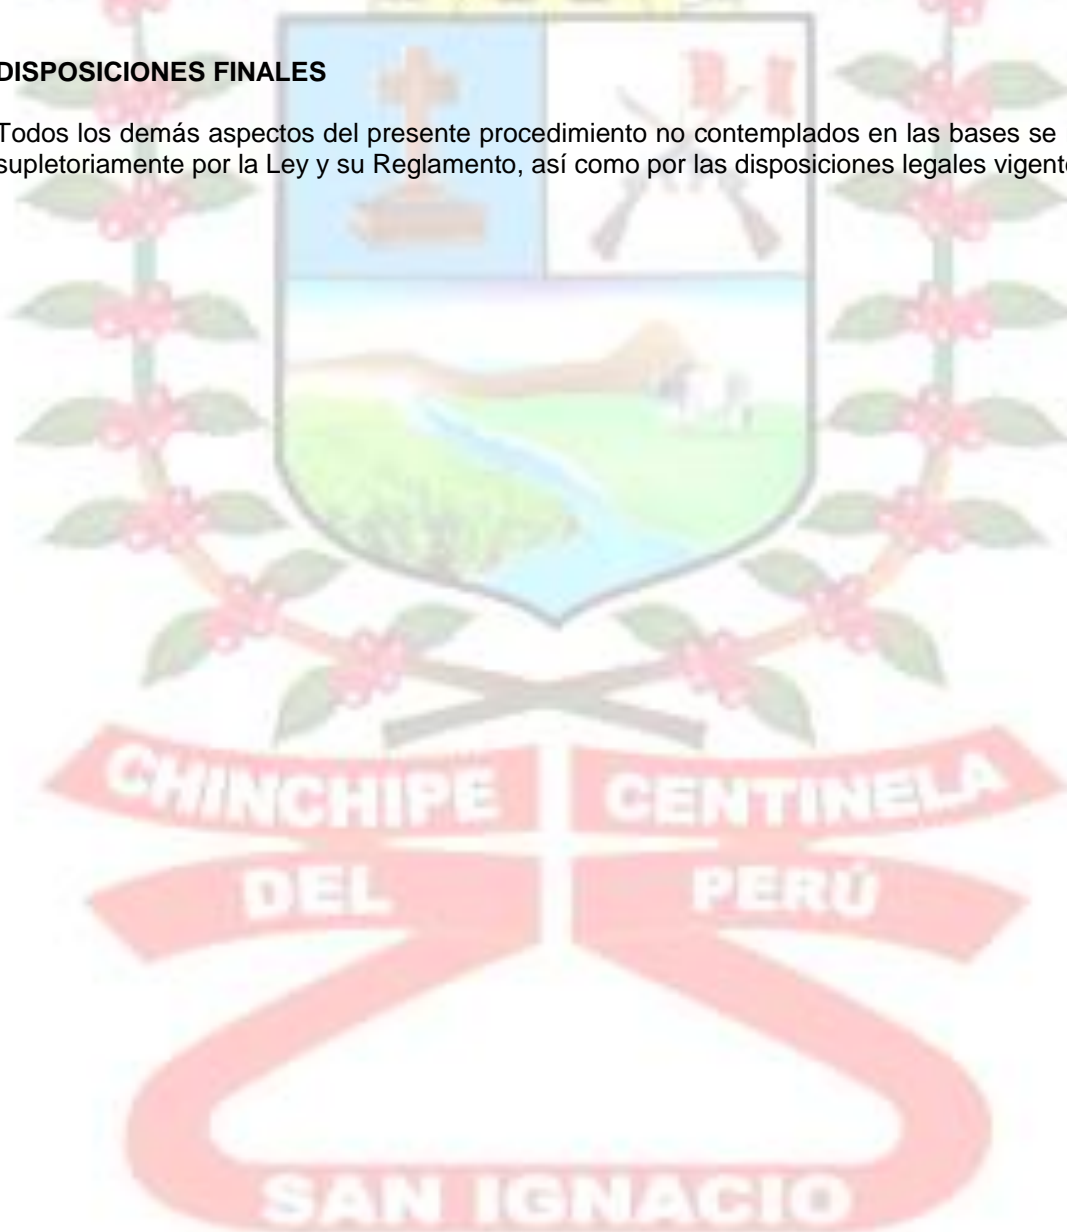 DISPOSICIONES FINALES
Todos los demás aspectos del presente procedimiento no contemplados en las bases se
supletoriamente por la Ley y su Reglamento, así como por las disposiciones legales
CHINCHIPE CENTINELA
DEL PERÚ
SAN IGNACIO